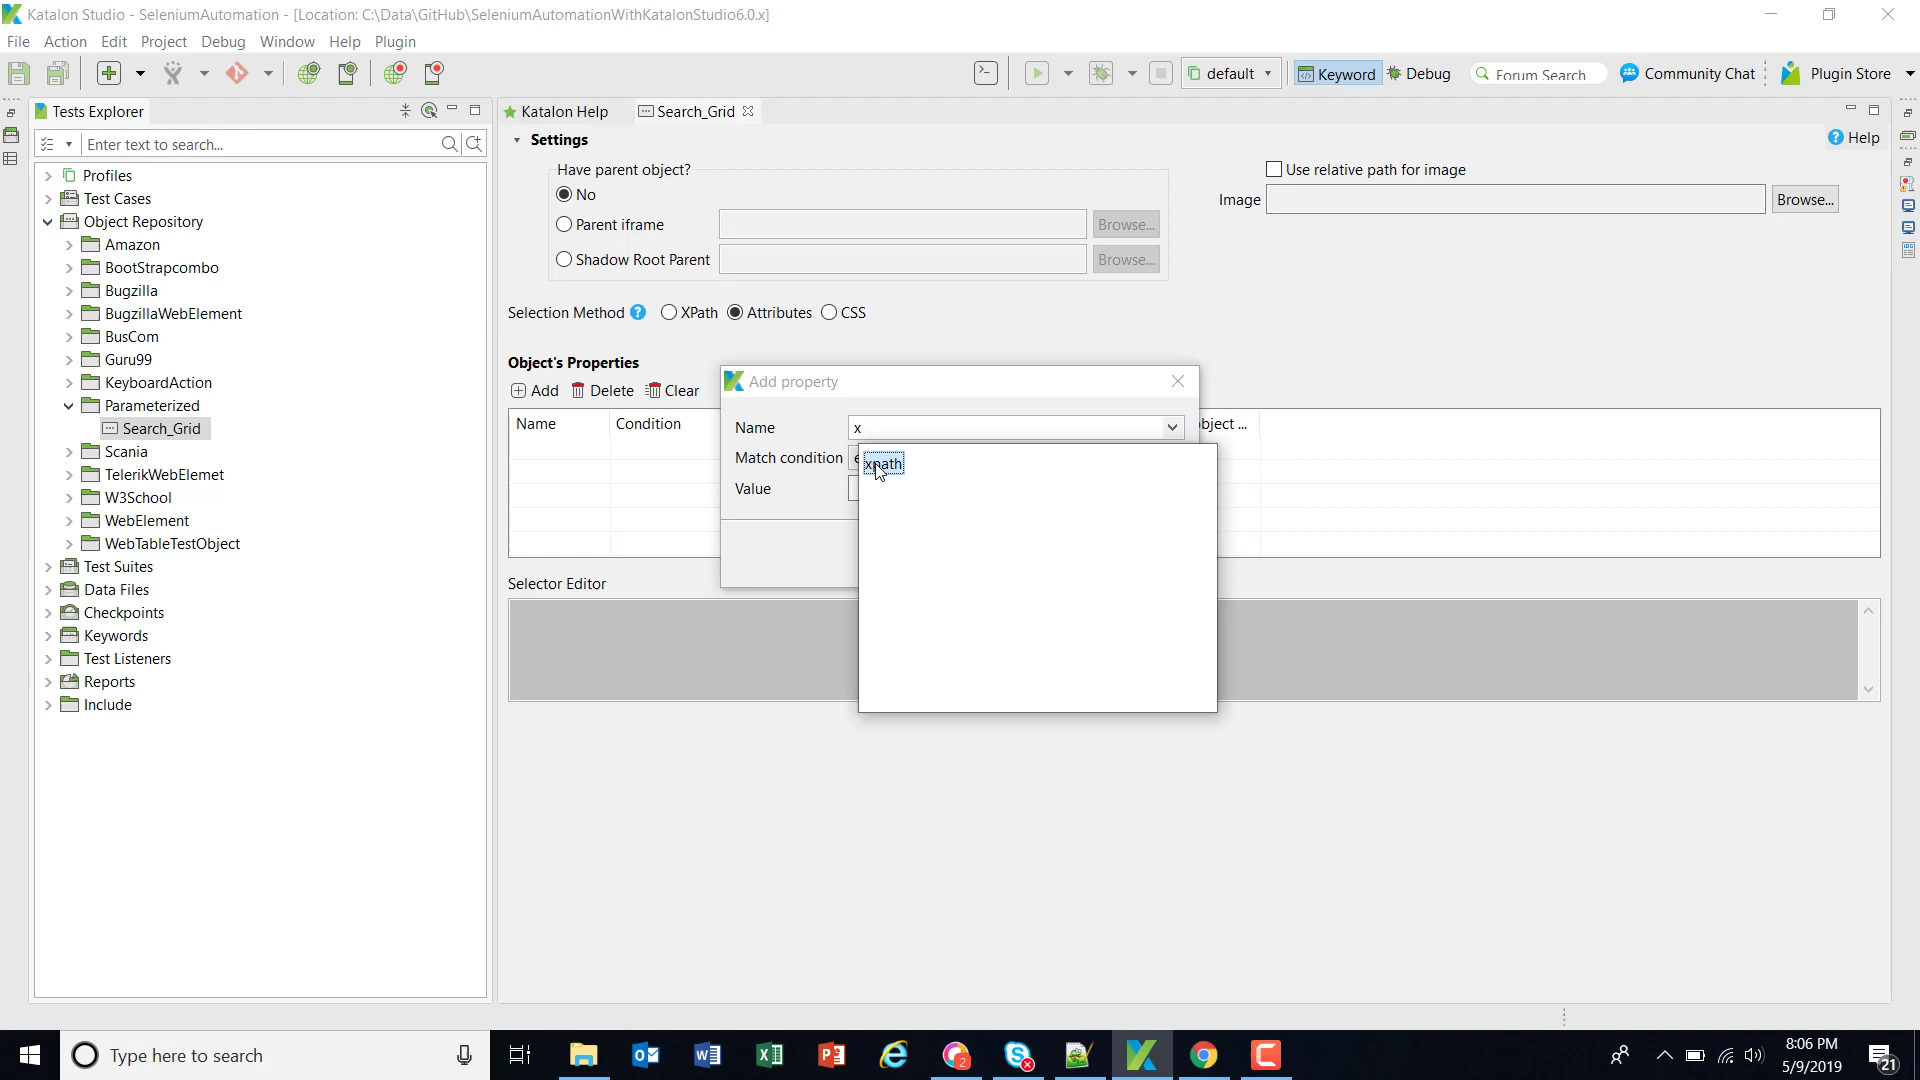 Katalon Studio - SeleniumAutomation - [Location: C:\Data\GitHub\SeleniumAutomationWithKatalonStudio6.0.x]
File Action Edit Project Debug Window Help Plugin
default Keyword Debug Forum Search Community Chat Plugin Store
Tests Explorer
Enter text to search...
Profiles
Test Cases
Object Repository
Amazon
BootStrapcombo
Bugzilla
BugzillaWebElement
BusCom
Guru99
KeyboardAction
Parameterized
Search_Grid
Scania
TelerikWebElemet
W3School
WebElement
WebTableTestObject
Test Suites
Data Files
Checkpoints
Keywords
Test Listeners
Reports
Include
Katalon Help Search_Grid
Settings
Help
Have parent object?
No
Parent iframe Browse...
Shadow Root Parent Browse...
Use relative path for image
Image Browse...
Selection Method XPath Attributes CSS
Object's Properties
Add Delete Clear
Name Condition bject ...
Add property
Name x
Match condition e
xpath
Value
Selector Editor
Type here to search
2
8:06 PM
5/9/2019
21